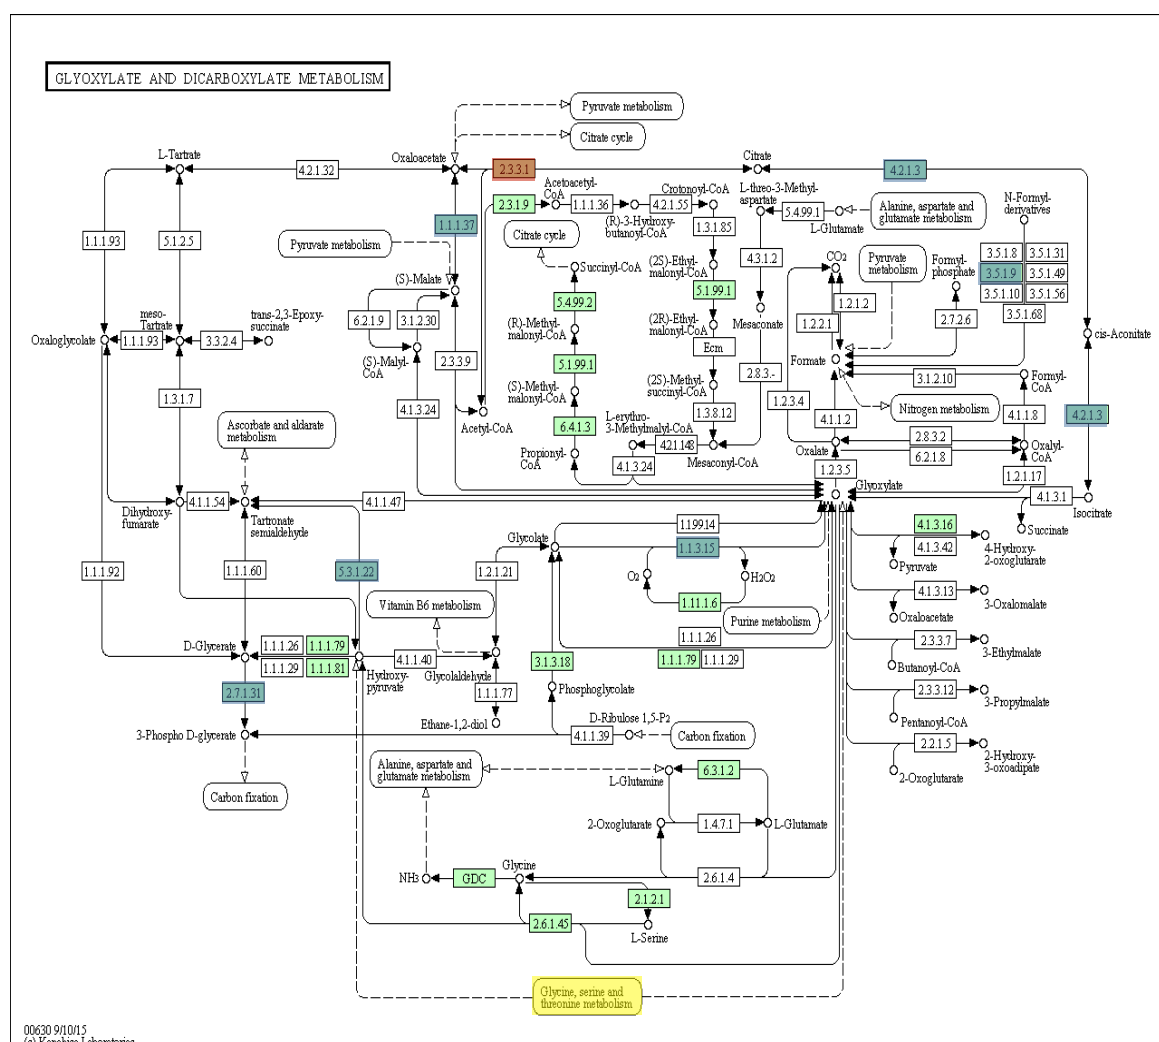 GLYOXYLATE AND DICARBOXYLATE METABOLISM
Pyruvate metabolism
Citrate cycle
L-Tartrate
4.2.1.32
Oxaloacetate
2.3.3.1
Citrate
4.2.1.3
Acetoacetyl-
CoA
2.3.1.9
1.1.1.36
(R)-3-Hydroxy-
butanoyl-CoA
Crotonoyl-CoA
4.2.1.55
L-threo-3-Methyl-
aspartate
5.4.99.1
L-Glutamate
Alanine, aspartate and
glutamate metabolism
N-Formyl-
derivatives
1.1.1.93
5.1.2.5
Pyruvate metabolism
1.1.1.37
Citrate cycle
1.3.1.85
4.3.1.2
CO2
Pyruvate
metabolism
Formyl-
phosphate
3.5.1.8
3.5.1.31
3.5.1.9
3.5.1.49
3.5.1.10
3.5.1.56
3.5.1.68
(S)-Malate
Succinyl-CoA
(2S)-Ethyl-
malonyl-CoA
5.4.99.2
5.1.99.1
1.2.1.2
1.2.2.1
2.7.2.6
meso-
Tartrate
trans-2,3-Epoxy-
succinate
6.2.1.9
3.1.2.30
(R)-Methyl-
malonyl-CoA
(2R)-Ethyl-
malonyl-CoA
Mesaconate
cis-Aconitate
Oxaloglycolate
1.1.1.93
3.3.2.4
(S)-Malyl-
CoA
2.3.3.9
5.1.99.1
Ecm
2.8.3.-
Formate
3.1.2.10
Formyl-
CoA
1.3.1.7
(S)-Methyl-
malonyl-CoA
(2S)-Methyl-
succinyl-CoA
1.2.3.4
Nitrogen metabolism
4.1.3.24
Acetyl-CoA
6.4.1.3
L-erythro-
3-Methylmalyl-CoA
1.3.8.12
4.1.1.2
4.1.1.8
4.2.1.3
Ascorbate and aldarate
metabolism
Propionyl-
CoA
4.2.1.148
4.1.3.24
Mesaconyl-CoA
Oxalate
2.8.3.2
6.2.1.8
Oxalyl-
CoA
1.2.3.5
1.2.1.17
Dihydroxy-
fumarate
4.1.1.54
Tartronate
semialdehyde
4.1.1.47
Glyoxylate
4.1.3.1
Isocitrate
Succinate
1.1.99.14
Glycolate
1.1.3.15
4.1.3.16
4.1.3.42
Pyruvate
4-Hydroxy-
2-oxoglutarate
1.1.1.92
1.1.1.60
5.3.1.22
1.2.1.21
O2
H2O2
1.11.1.6
4.1.3.13
Oxaloacetate
3-Oxalomalate
Vitamin B6 metabolism
Purine metabolism
D-Glycerate
1.1.1.26
1.1.1.79
1.1.1.29
1.1.1.81
Hydroxy-
pyruvate
4.1.1.40
Glycolaldehyde
3.1.3.18
1.1.1.26
1.1.1.79
1.1.1.29
2.3.3.7
Butanoyl-CoA
3-Ethylmalate
2.7.1.31
1.1.1.77
Phosphoglycolate
2.3.3.12
Pentanoyl-CoA
3-Propylmalate
Ethane-1,2-diol
D-Ribulose 1,5-P2
3-Phospho D-glycerate
4.1.1.39
Carbon fixation
2.2.1.5
2-Oxoglutarate
2-Hydroxy-
3-oxoadipate
Carbon fixation
Alanine, aspartate and
glutamate metabolism
L-Glutamine
6.3.1.2
2-Oxoglutarate
1.4.7.1
L-Glutamate
NH3
GDC
Glycine
2.6.1.4
2.1.2.1
2.6.1.45
L-Serine
Glycine, serine and
threonine metabolism
00630 9/10/15
(c) Kanehisa Laboratories